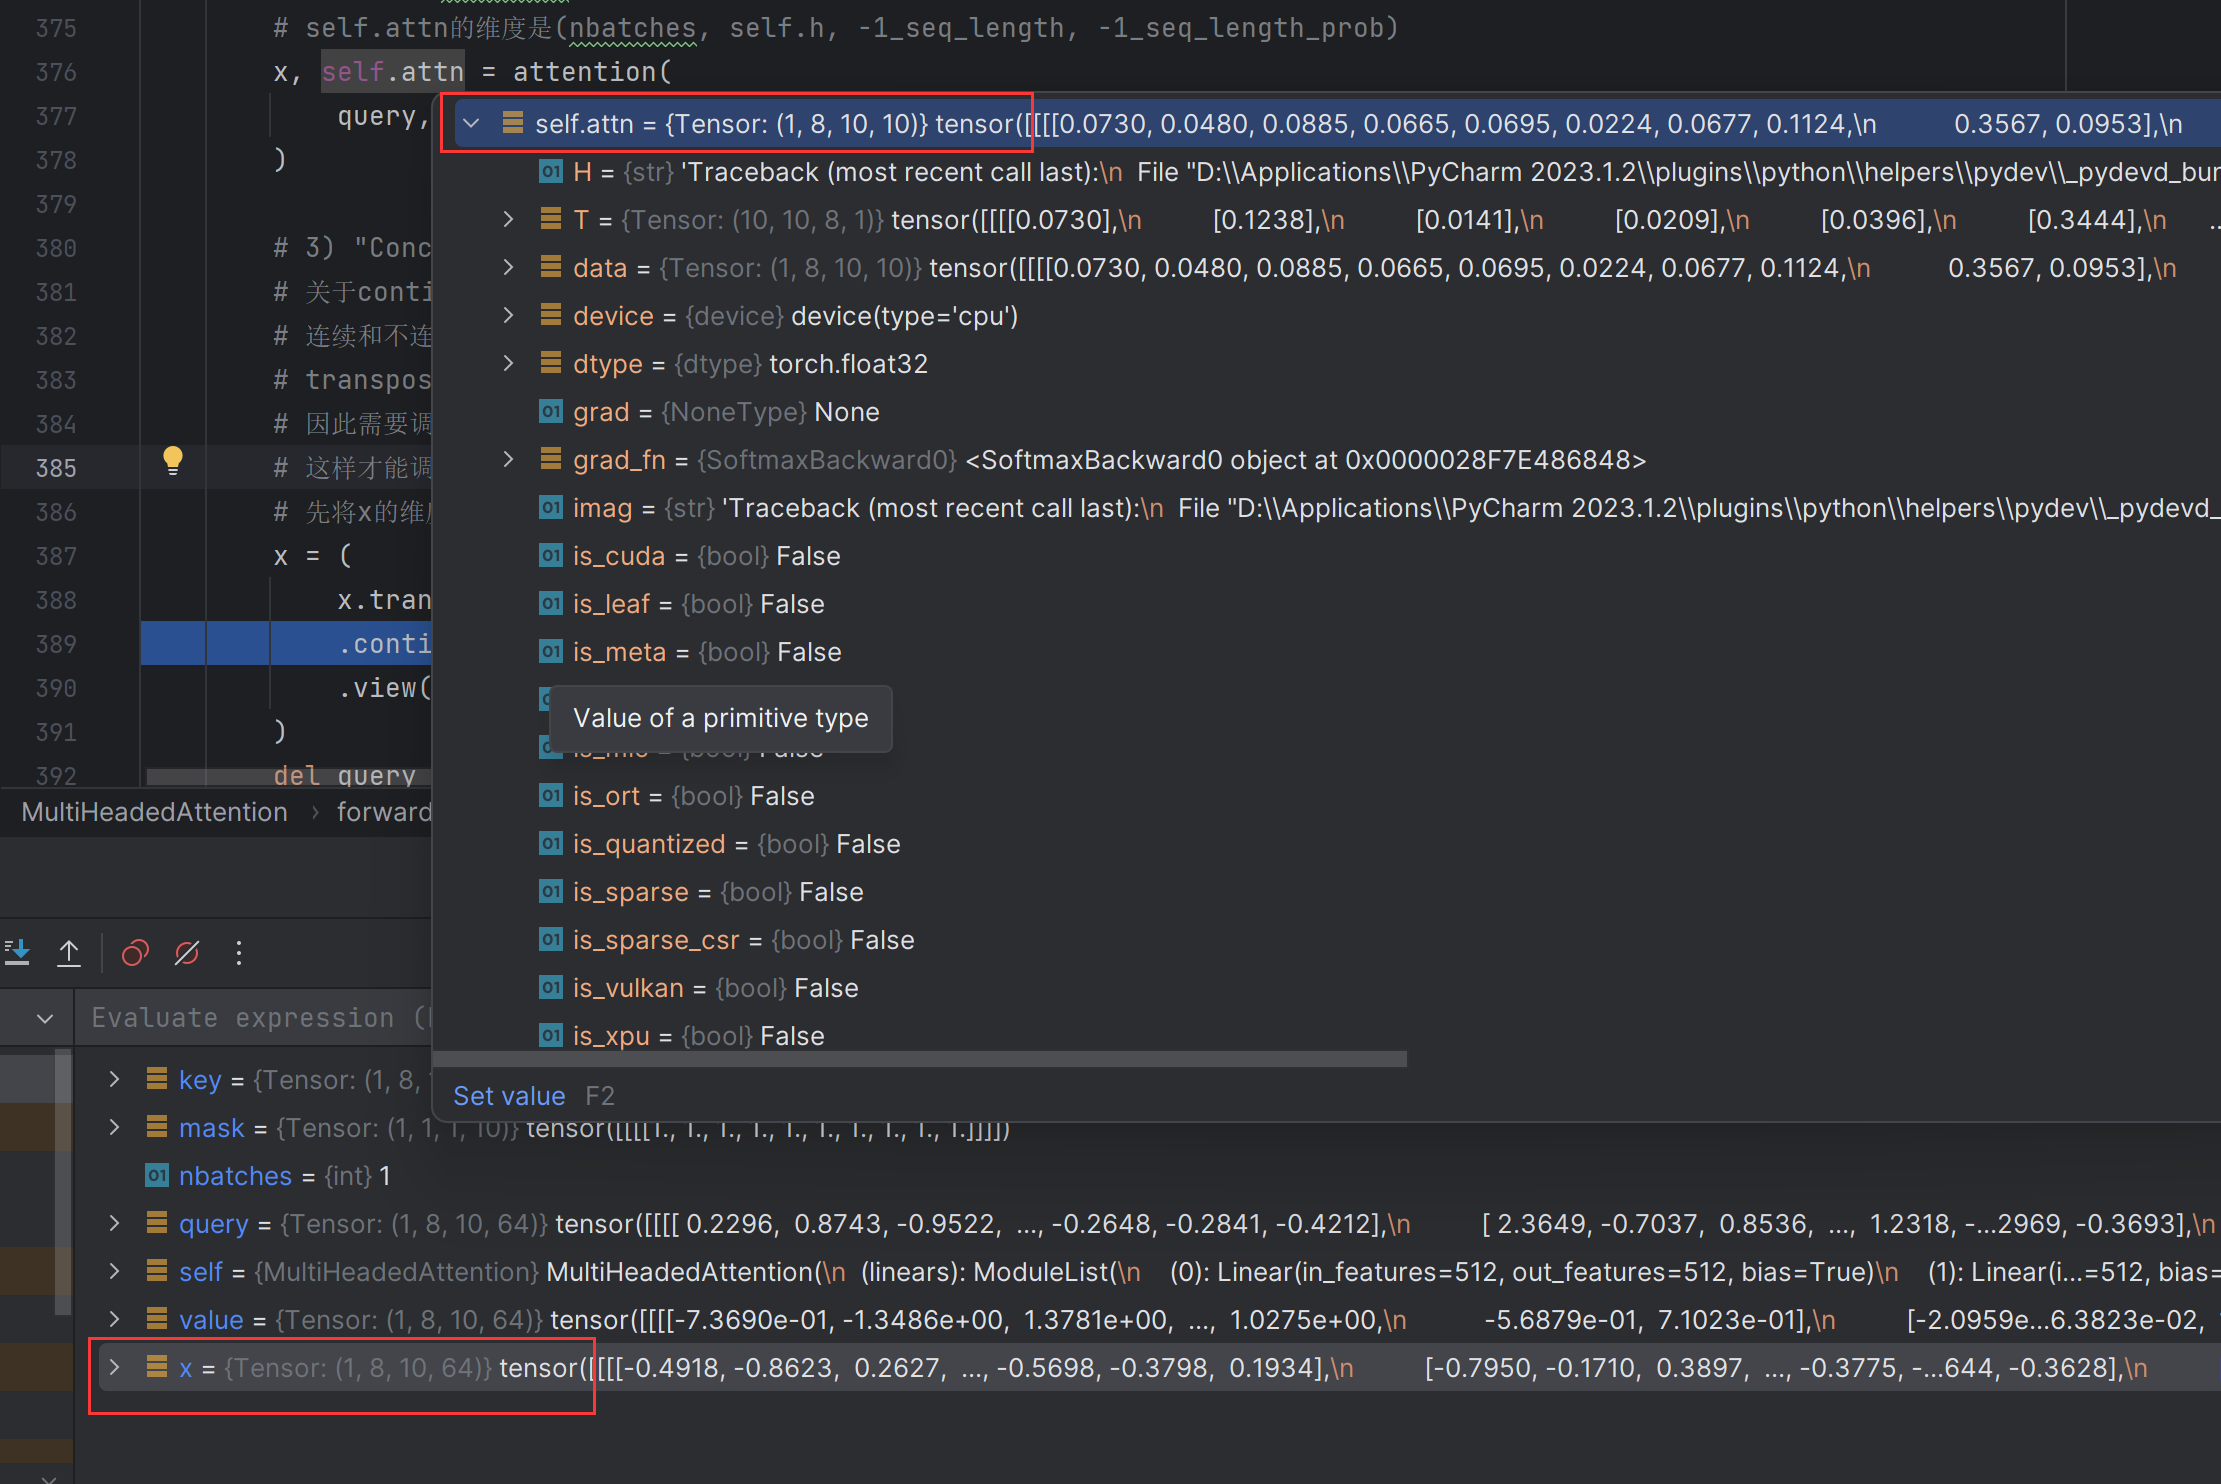 375 # self.attn的维度是(nbatches, self.h, -1_seq_length, -1_seq_length_prob)
376 x, self.attn = attention(
377 query,
378 )
379
380 # 3) "Conc
381 # 关于conti
382 # 连续和不连
383 # transpos
384 # 因此需要调
385 # 这样才能调
386 # 先将x的维
387 x = (
388 x.tran
389 .conti
390 .view(
391 )
392 del query
self.attn = {Tensor: (1, 8, 10, 10)} tensor([[[[0.0730, 0.0480, 0.0885, 0.0665, 0.0695, 0.0224, 0.0677, 0.1124,\n 0.3567, 0.0953],\n
H = {str} 'Traceback (most recent call last):\n File "D:\\Applications\\PyCharm 2023.1.2\\plugins\\python\\helpers\\pydev\\_pydevd_bun
T = {Tensor: (10, 10, 8, 1)} tensor([[[[0.0730],\n [0.1238],\n [0.0141],\n [0.0209],\n [0.0396],\n [0.3444],\n ..
data = {Tensor: (1, 8, 10, 10)} tensor([[[[0.0730, 0.0480, 0.0885, 0.0665, 0.0695, 0.0224, 0.0677, 0.1124,\n 0.3567, 0.0953],\n
device = {device} device(type='cpu')
dtype = {dtype} torch.float32
grad = {NoneType} None
grad_fn = {SoftmaxBackward0} <SoftmaxBackward0 object at 0x0000028F7E486848>
imag = {str} 'Traceback (most recent call last):\n File "D:\\Applications\\PyCharm 2023.1.2\\plugins\\python\\helpers\\pydev\\_pydevd_
is_cuda = {bool} False
is_leaf = {bool} False
is_meta = {bool} False
Value of a primitive type
is_ort = {bool} False
is_quantized = {bool} False
is_sparse = {bool} False
is_sparse_csr = {bool} False
is_vulkan = {bool} False
is_xpu = {bool} False
Set value F2
MultiHeadedAttention › forward
Evaluate expression (
key = {Tensor: (1, 8,
mask = {Tensor: (1, 1, 1, 10)} tensor([[[[1., 1., 1., 1., 1., 1., 1., 1., 1., 1.]]]])
nbatches = {int} 1
query = {Tensor: (1, 8, 10, 64)} tensor([[[[ 0.2296, 0.8743, -0.9522, ..., -0.2648, -0.2841, -0.4212],\n [ 2.3649, -0.7037, 0.8536, ..., 1.2318, -...2969, -0.3693],\n
self = {MultiHeadedAttention} MultiHeadedAttention(\n (linears): ModuleList(\n (0): Linear(in_features=512, out_features=512, bias=True)\n (1): Linear(i...=512, bias=
value = {Tensor: (1, 8, 10, 64)} tensor([[[[-7.3690e-01, -1.3486e+00, 1.3781e+00, ..., 1.0275e+00,\n -5.6879e-01, 7.1023e-01],\n [-2.0959e...6.3823e-02,
x = {Tensor: (1, 8, 10, 64)} tensor([[[[-0.4918, -0.8623, 0.2627, ..., -0.5698, -0.3798, 0.1934],\n [-0.7950, -0.1710, 0.3897, ..., -0.3775, -...644, -0.3628],\n